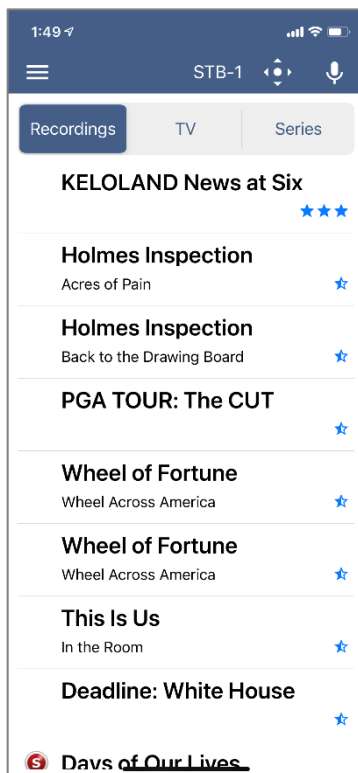 1:49
STB-1
Recordings TV Series
KELOLAND News at Six
Holmes Inspection
Acres of Pain
Holmes Inspection
Back to the Drawing Board
PGA TOUR: The CUT
Wheel of Fortune
Wheel Across America
Wheel of Fortune
Wheel Across America
This Is Us
In the Room
Deadline: White House
S Days of Our Lives